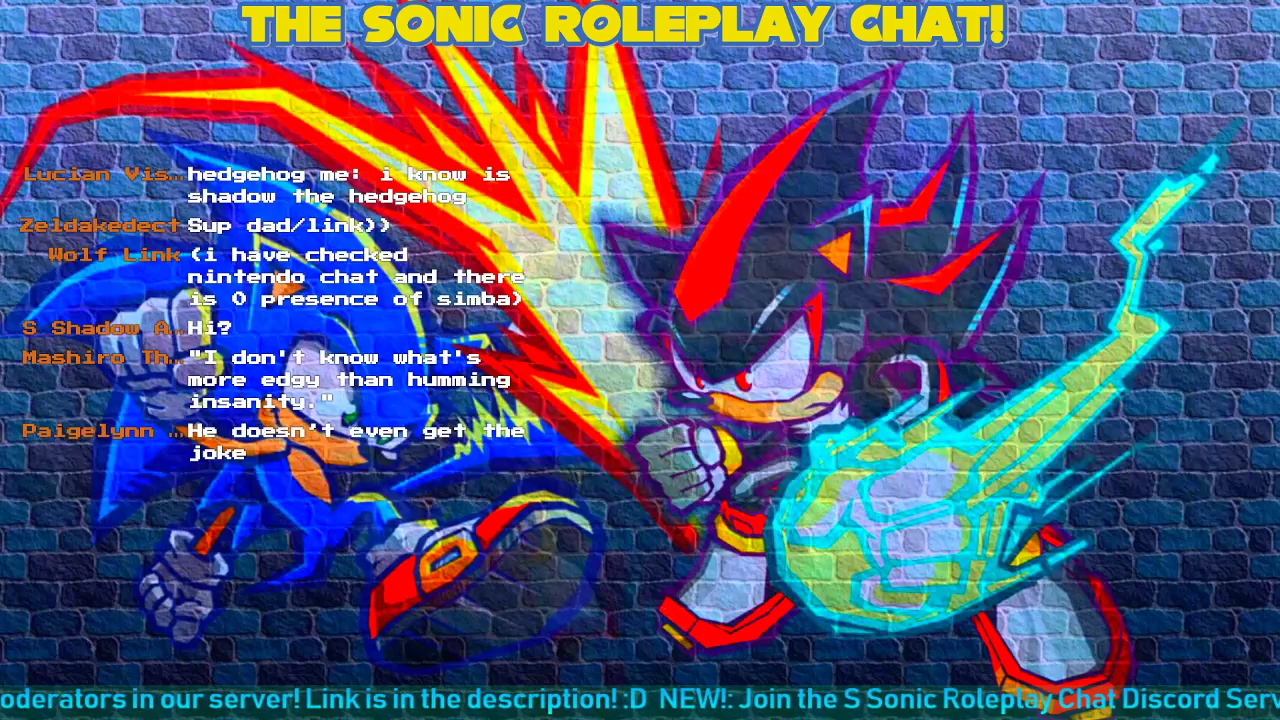 THE SONIC ROLEPLAY CHAT!
Lucian Vis… hedgehog me: i know is
shadow the hedgehog
Zeldakedect Sup dad/link))
Wolf Link (i have checked
nintendo chat and there
is 0 presence of simba)
S Shadow A… Hi?
Mashiro Th… "I don't know what's
more edgy than humming
insanity."
Paigelynn … He doesn't even get the
joke
oderators in our server! Link is in the description! :D NEW!: Join the S Sonic Roleplay Chat Discord Serv